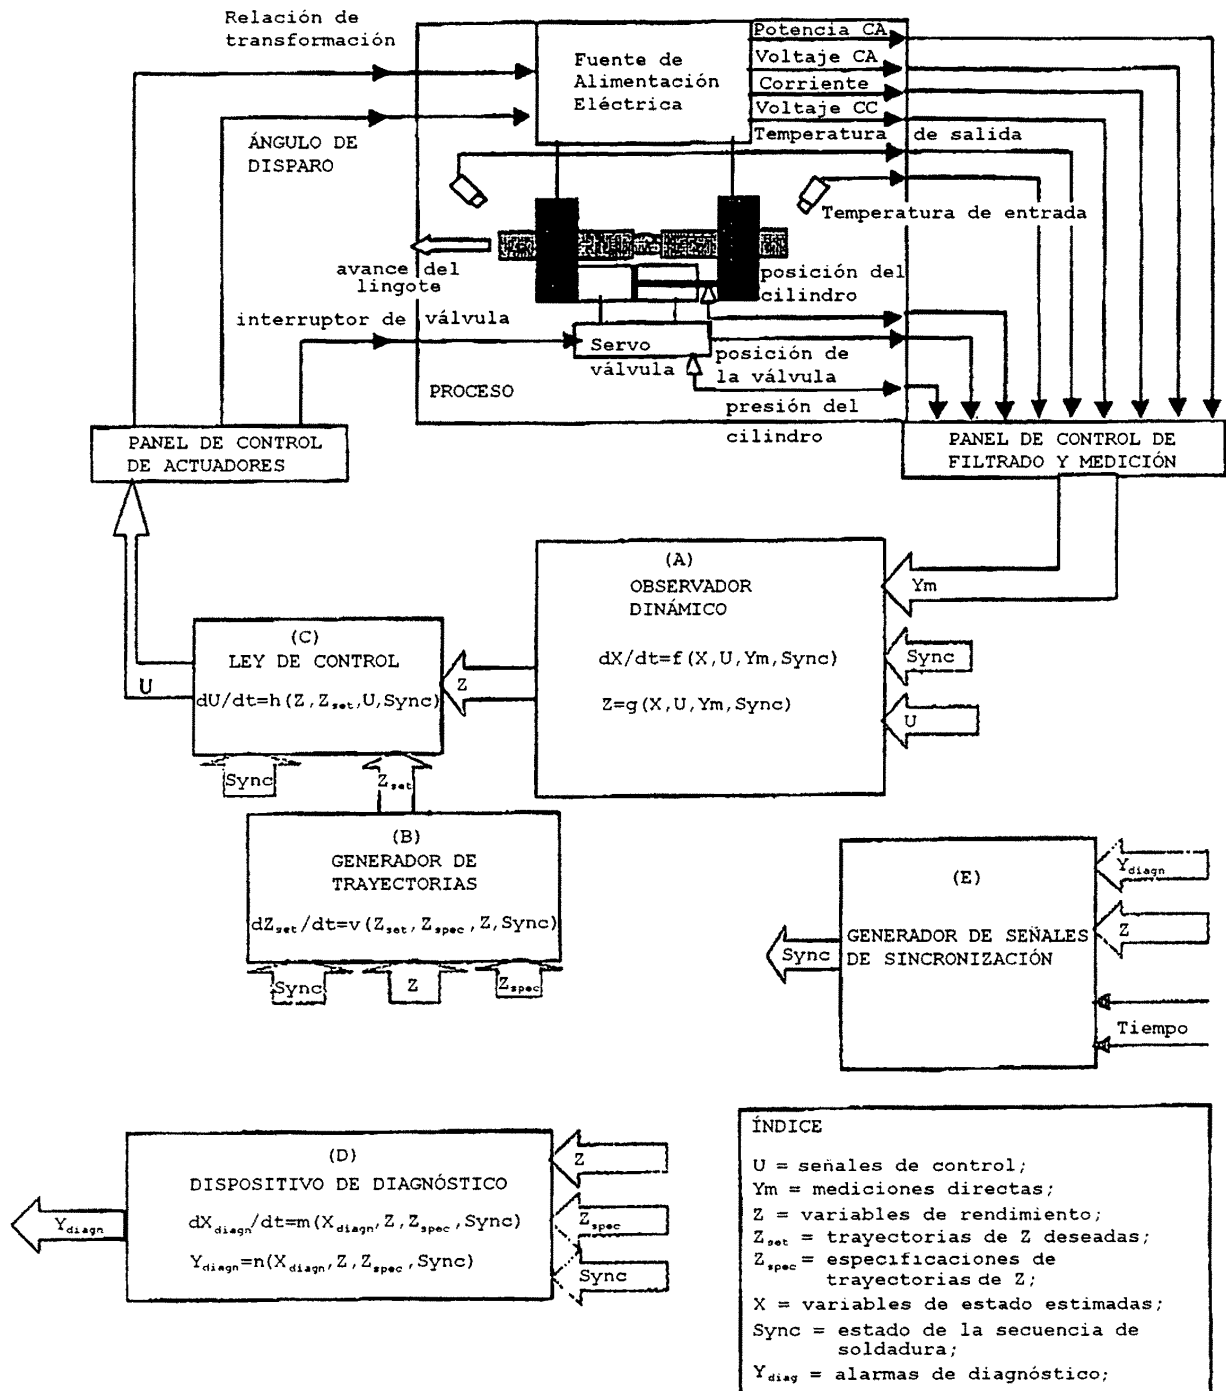 Relación de
transformación
Fuente de
Alimentación
Eléctrica
Potencia CA
Voltaje CA
Corriente
Voltaje CC
Temperatura de salida
ÁNGULO DE
DISPARO
Temperatura de entrada
avance del
lingote
posición del
cilindro
interruptor de válvula
Servo
válvula
posición de
la válvula
PROCESO
presión del
cilindro
PANEL DE CONTROL
DE ACTUADORES
PANEL DE CONTROL DE
FILTRADO Y MEDICIÓN
(A)
OBSERVADOR
DINÁMICO
dX/dt=f(X,U,Ym,Sync)
Z=g(X,U,Ym,Sync)
Ym
Sync
U
(C)
LEY DE CONTROL
dU/dt=h(Z,Zset,U,Sync)
Z
U
Sync
Zset
(B)
GENERADOR DE
TRAYECTORIAS
dZset/dt=v(Zset,Zspec,Z,Sync)
Sync
Z
Zspec
(E)
GENERADOR DE SEÑALES
DE SINCRONIZACIÓN
Ydiagn
Z
Sync
Tiempo
(D)
DISPOSITIVO DE DIAGNÓSTICO
dXdiagn/dt=m(Xdiagn,Z,Zspec,Sync)
Ydiagn=n(Xdiagn,Z,Zspec,Sync)
Z
Zspec
Sync
Ydiagn
ÍNDICE
U = señales de control;
Ym = mediciones directas;
Z = variables de rendimiento;
Zset = trayectorias de Z deseadas;
Zspec = especificaciones de
trayectorias de Z;
X = variables de estado estimadas;
Sync = estado de la secuencia de
soldadura;
Ydiag = alarmas de diagnóstico;